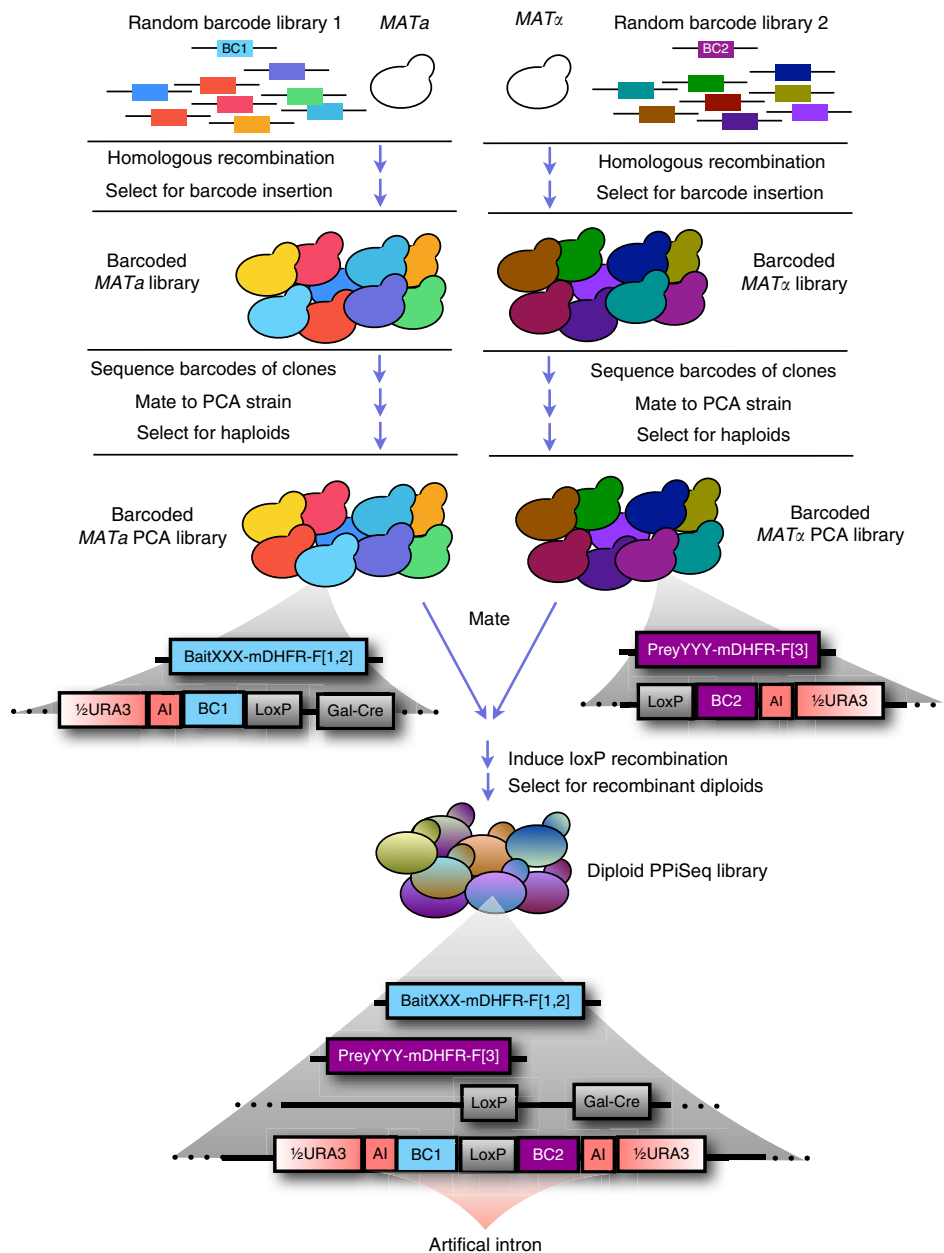 Random barcode library 1
MATa
MATα
Random barcode library 2
BC1
BC2
Homologous recombination
Homologous recombination
Select for barcode insertion
Select for barcode insertion
Barcoded
MATa library
Barcoded
MATα library
Sequence barcodes of clones
Sequence barcodes of clones
Mate to PCA strain
Mate to PCA strain
Select for haploids
Select for haploids
Barcoded
MATa PCA library
Barcoded
MATα PCA library
Mate
BaitXXX-mDHFR-F[1,2]
PreyYYY-mDHFR-F[3]
½URA3 AI BC1 LoxP Gal-Cre
LoxP BC2 AI ½URA3
Induce loxP recombination
Select for recombinant diploids
Diploid PPiSeq library
BaitXXX-mDHFR-F[1,2]
PreyYYY-mDHFR-F[3]
LoxP Gal-Cre
½URA3 AI BC1 LoxP BC2 AI ½URA3
Artifical intron